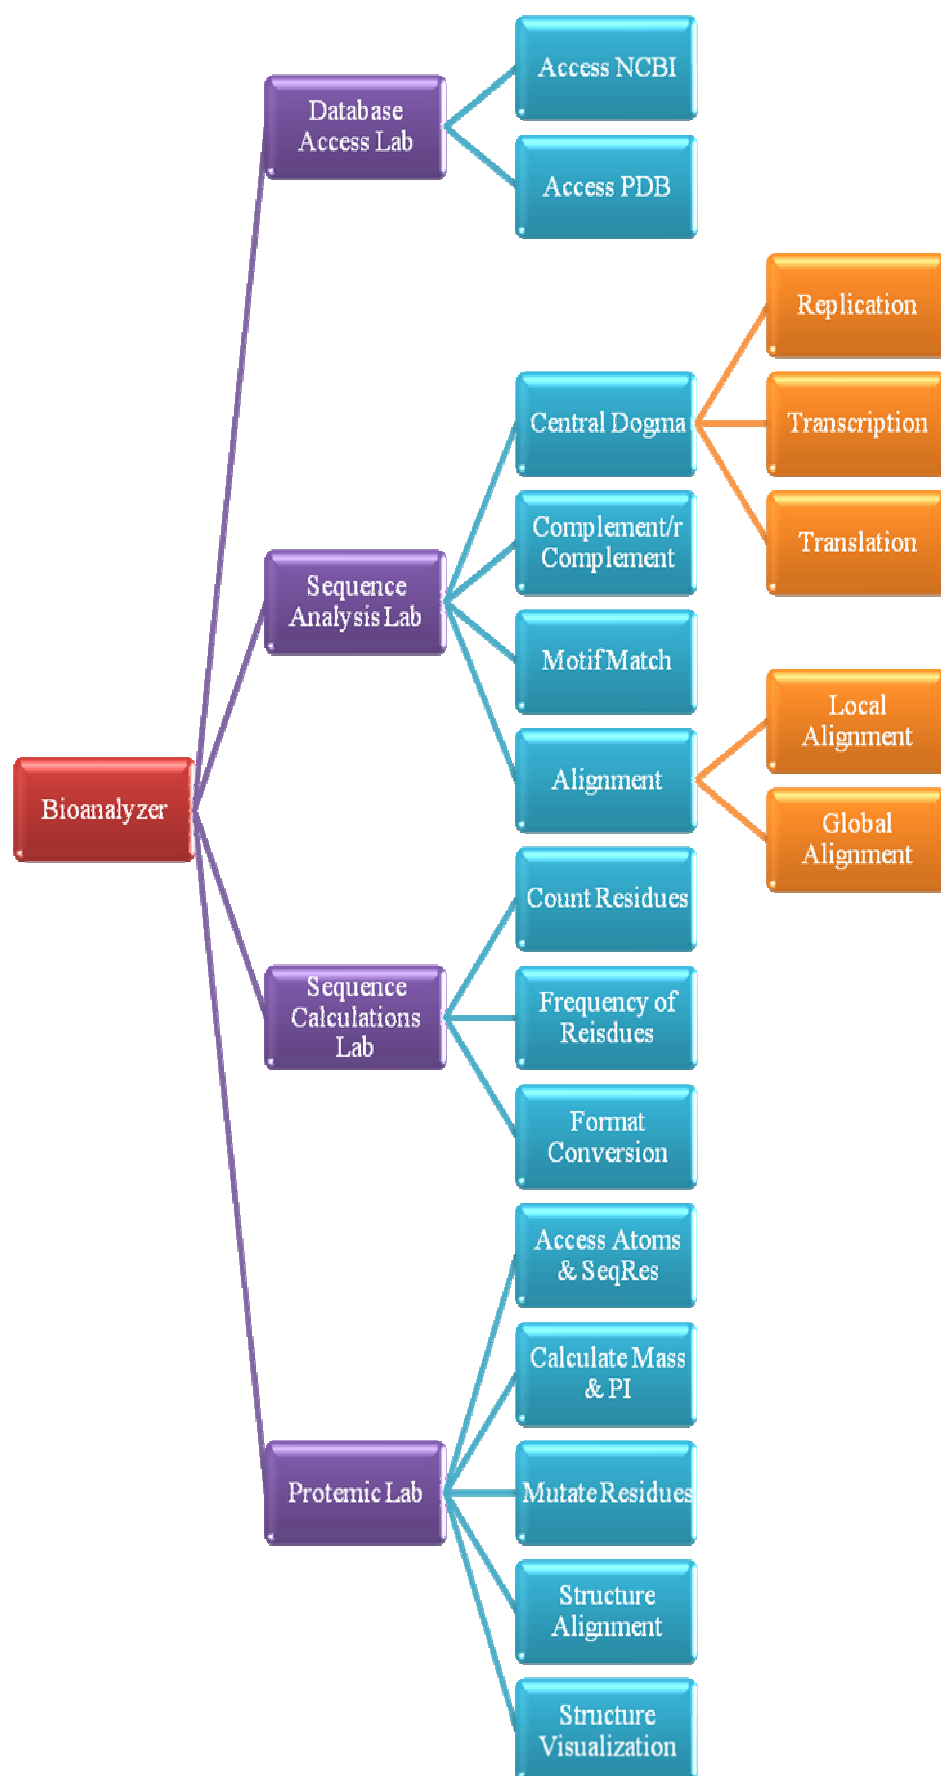 Access NCBI
Database
Access Lab
Access PDB
Replication
Central Dogma
Transcription
Complement/r
Complement
Translation
Sequence
Analysis Lab
Motif Match
Local
Alignment
Alignment
Global
Alignment
Bioanalyzer
Count Residues
Sequence
Calculations
Lab
Frequency of
Reisdues
Format
Conversion
Access Atoms
& SeqRes
Calculate Mass
& PI
Protemic Lab
Mutate Residues
Structure
Alignment
Structure
Visualization